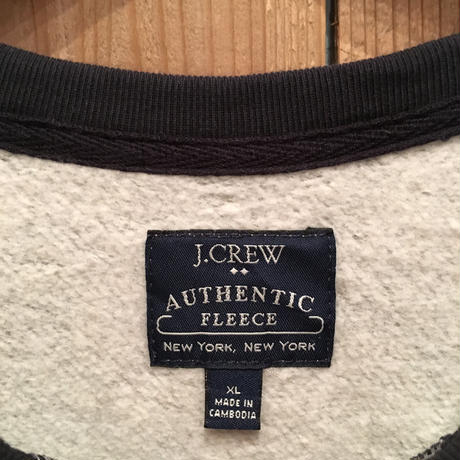 J.CREW
AUTHENTIC
FLEECE
NEW YORK, NEW YORK
XL
MADE IN
CAMBODIA